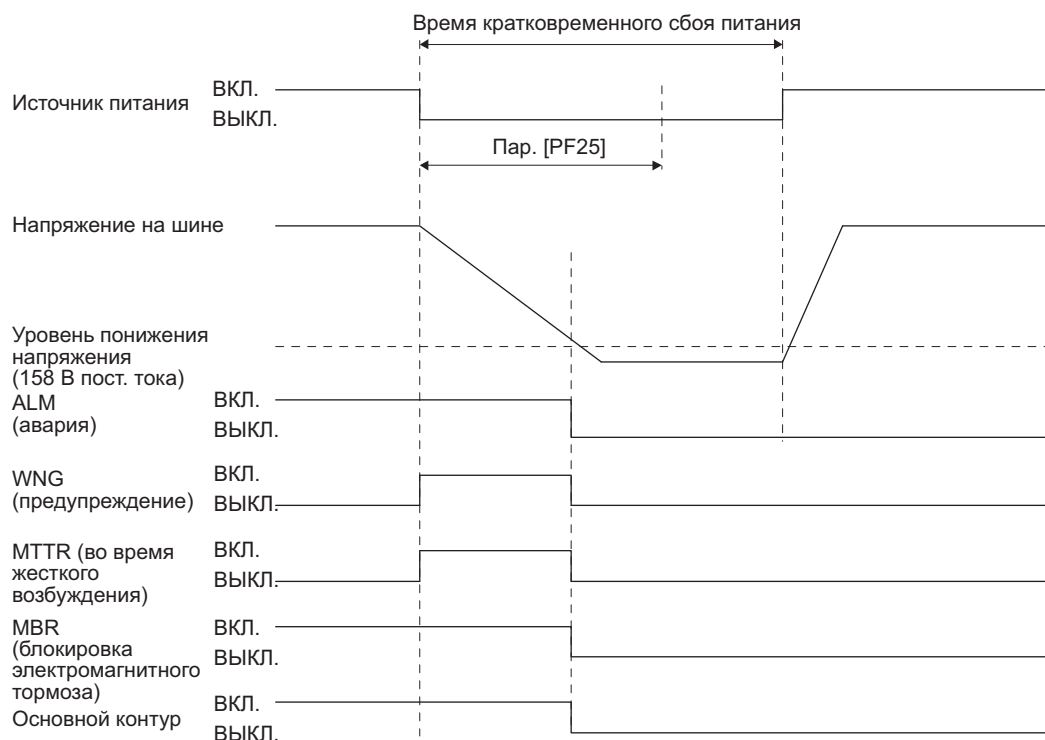 Время кратковременного сбоя питания
Источник питания
ВКЛ.
ВЫКЛ.
Пар. [PF25]
Напряжение на шине
Уровень понижения
напряжения
(158 В пост. тока)
ALM
(авария)
ВКЛ.
ВЫКЛ.
WNG
(предупреждение)
ВКЛ.
ВЫКЛ.
MTTR (во время
жесткого
возбуждения)
ВКЛ.
ВЫКЛ.
MBR
(блокировка
электромагнитного
тормоза)
ВКЛ.
ВЫКЛ.
Основной контур
ВКЛ.
ВЫКЛ.